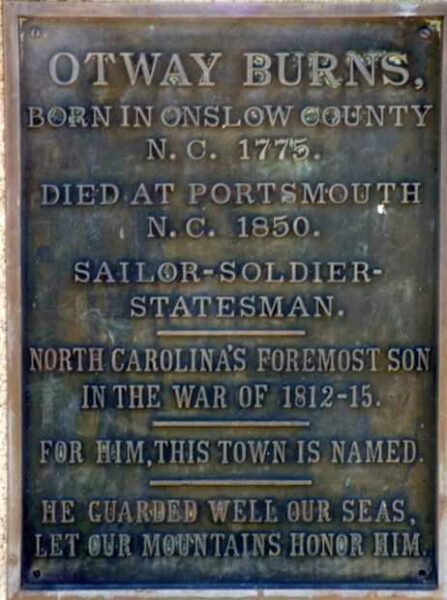 OTWAY BURNS,
BORN IN ONSLOW COUNTY
N. C. 1775.
DIED AT PORTSMOUTH
N. C. 1850.
SAILOR-SOLDIER-
STATESMAN.
NORTH CAROLINA'S FOREMOST SON
IN THE WAR OF 1812-15.
FOR HIM, THIS TOWN IS NAMED.
HE GUARDED WELL OUR SEAS,
LET OUR MOUNTAINS HONOR HIM.